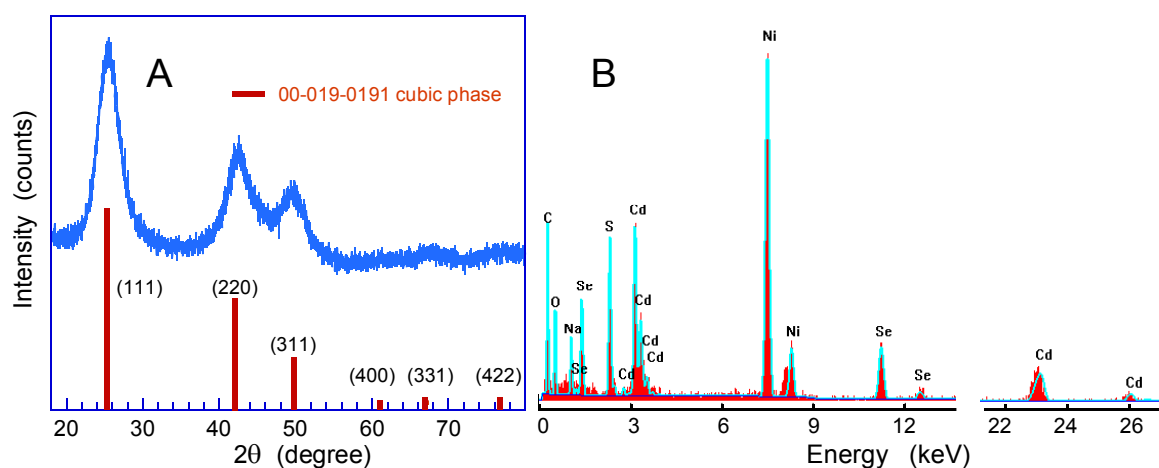 A
00-019-0191 cubic phase
Intensity (counts)
(111)
(220)
(311)
(400)
(331)
(422)
20 30 40 50 60 70
2θ (degree)
B
C
O
Na
Se
Se
S
Cd
Cd
Cd
Cd
Cd
Ni
Ni
Se
Se
Cd
Cd
0 3 6 9 12 22 24 26
Energy (keV)